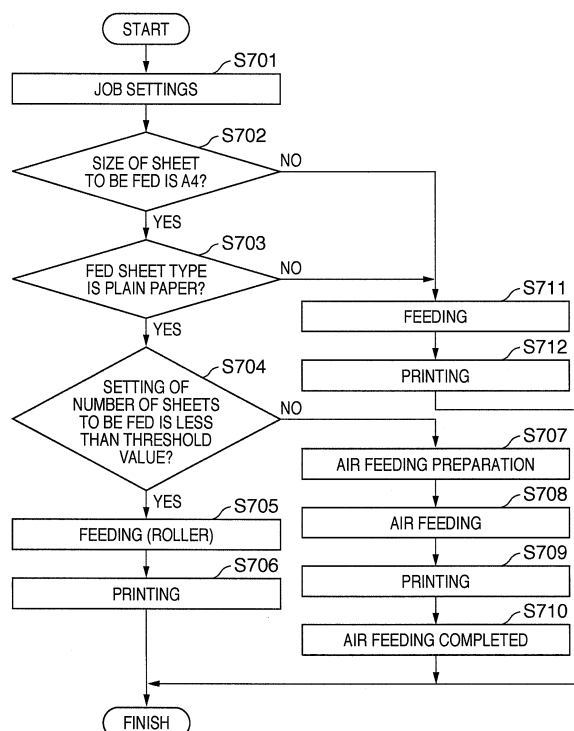 START
S701
JOB SETTINGS
S702
SIZE OF SHEET
TO BE FED IS A4?
NO
YES
S703
FED SHEET TYPE
IS PLAIN PAPER?
NO
YES
S711
FEEDING
S712
PRINTING
S704
SETTING OF
NUMBER OF SHEETS
TO BE FED IS LESS
THAN THRESHOLD
VALUE?
NO
YES
S707
AIR FEEDING PREPARATION
S708
AIR FEEDING
S709
PRINTING
S710
AIR FEEDING COMPLETED
S705
FEEDING (ROLLER)
S706
PRINTING
FINISH